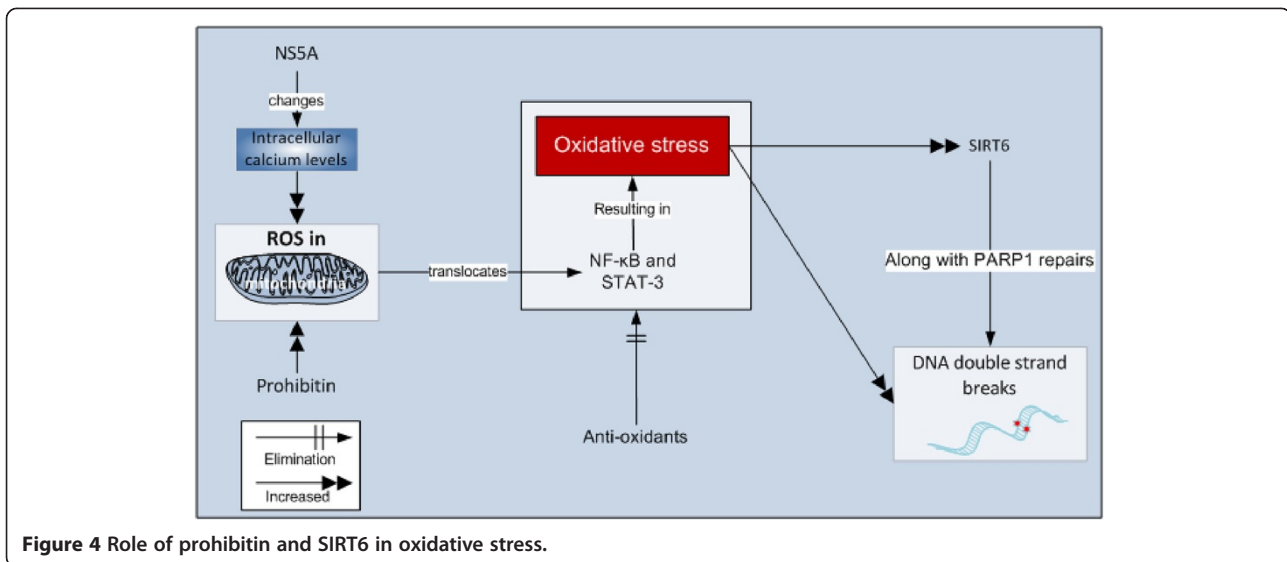 NS5A
changes
Intracellular
calcium levels
ROS in
mitochondria
Prohibitin
Elimination
Increased
translocates
Oxidative stress
Resulting in
NF-κB and
STAT-3
Anti-oxidants
SIRT6
Along with PARP1 repairs
DNA double strand
breaks
Figure 4 Role of prohibitin and SIRT6 in oxidative stress.